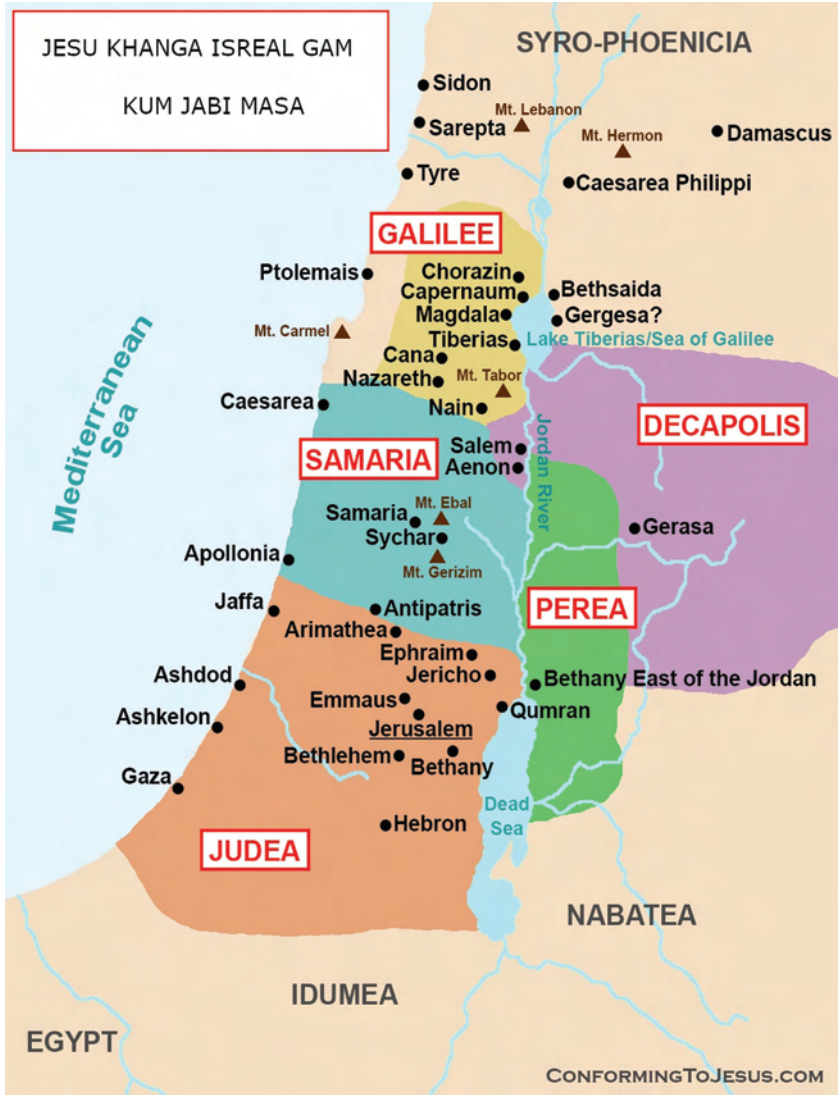 JESU KHANGA ISREAL GAM
KUM JABI MASA
SYRO-PHOENICIA
Sidon
Mt. Lebanon
Sarepta
Mt. Hermon
Damascus
Tyre
Caesarea Philippi
GALILEE
Ptolemais
Chorazin
Capernaum
Bethsaida
Magdala
Gergesa?
Mt. Carmel
Tiberias
Lake Tiberias/Sea of Galilee
Cana
Nazareth
Mt. Tabor
Mediterranean
Sea
Caesarea
Nain
DECAPOLIS
Jordan River
Salem
SAMARIA
Aenon
Mt. Ebal
Samaria
Gerasa
Sychar
Apollonia
Mt. Gerizim
Jaffa
Antipatris
PEREA
Arimathea
Ephraim
Jericho
Ashdod
Bethany East of the Jordan
Emmaus
Qumran
Ashkelon
Jerusalem
Bethlehem
Bethany
Gaza
Dead
Sea
Hebron
JUDEA
NABATEA
IDUMEA
EGYPT
CONFORMINGTOJESUS.COM